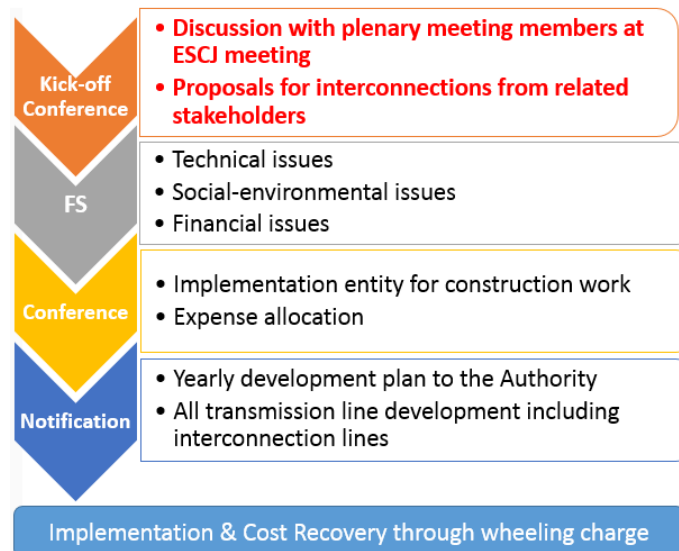 Kick-off
Conference
• Discussion with plenary meeting members at
ESCJ meeting
• Proposals for interconnections from related
stakeholders
FS
• Technical issues
• Social-environmental issues
• Financial issues
Conference
• Implementation entity for construction work
• Expense allocation
Notification
• Yearly development plan to the Authority
• All transmission line development including
interconnection lines
Implementation & Cost Recovery through wheeling charge